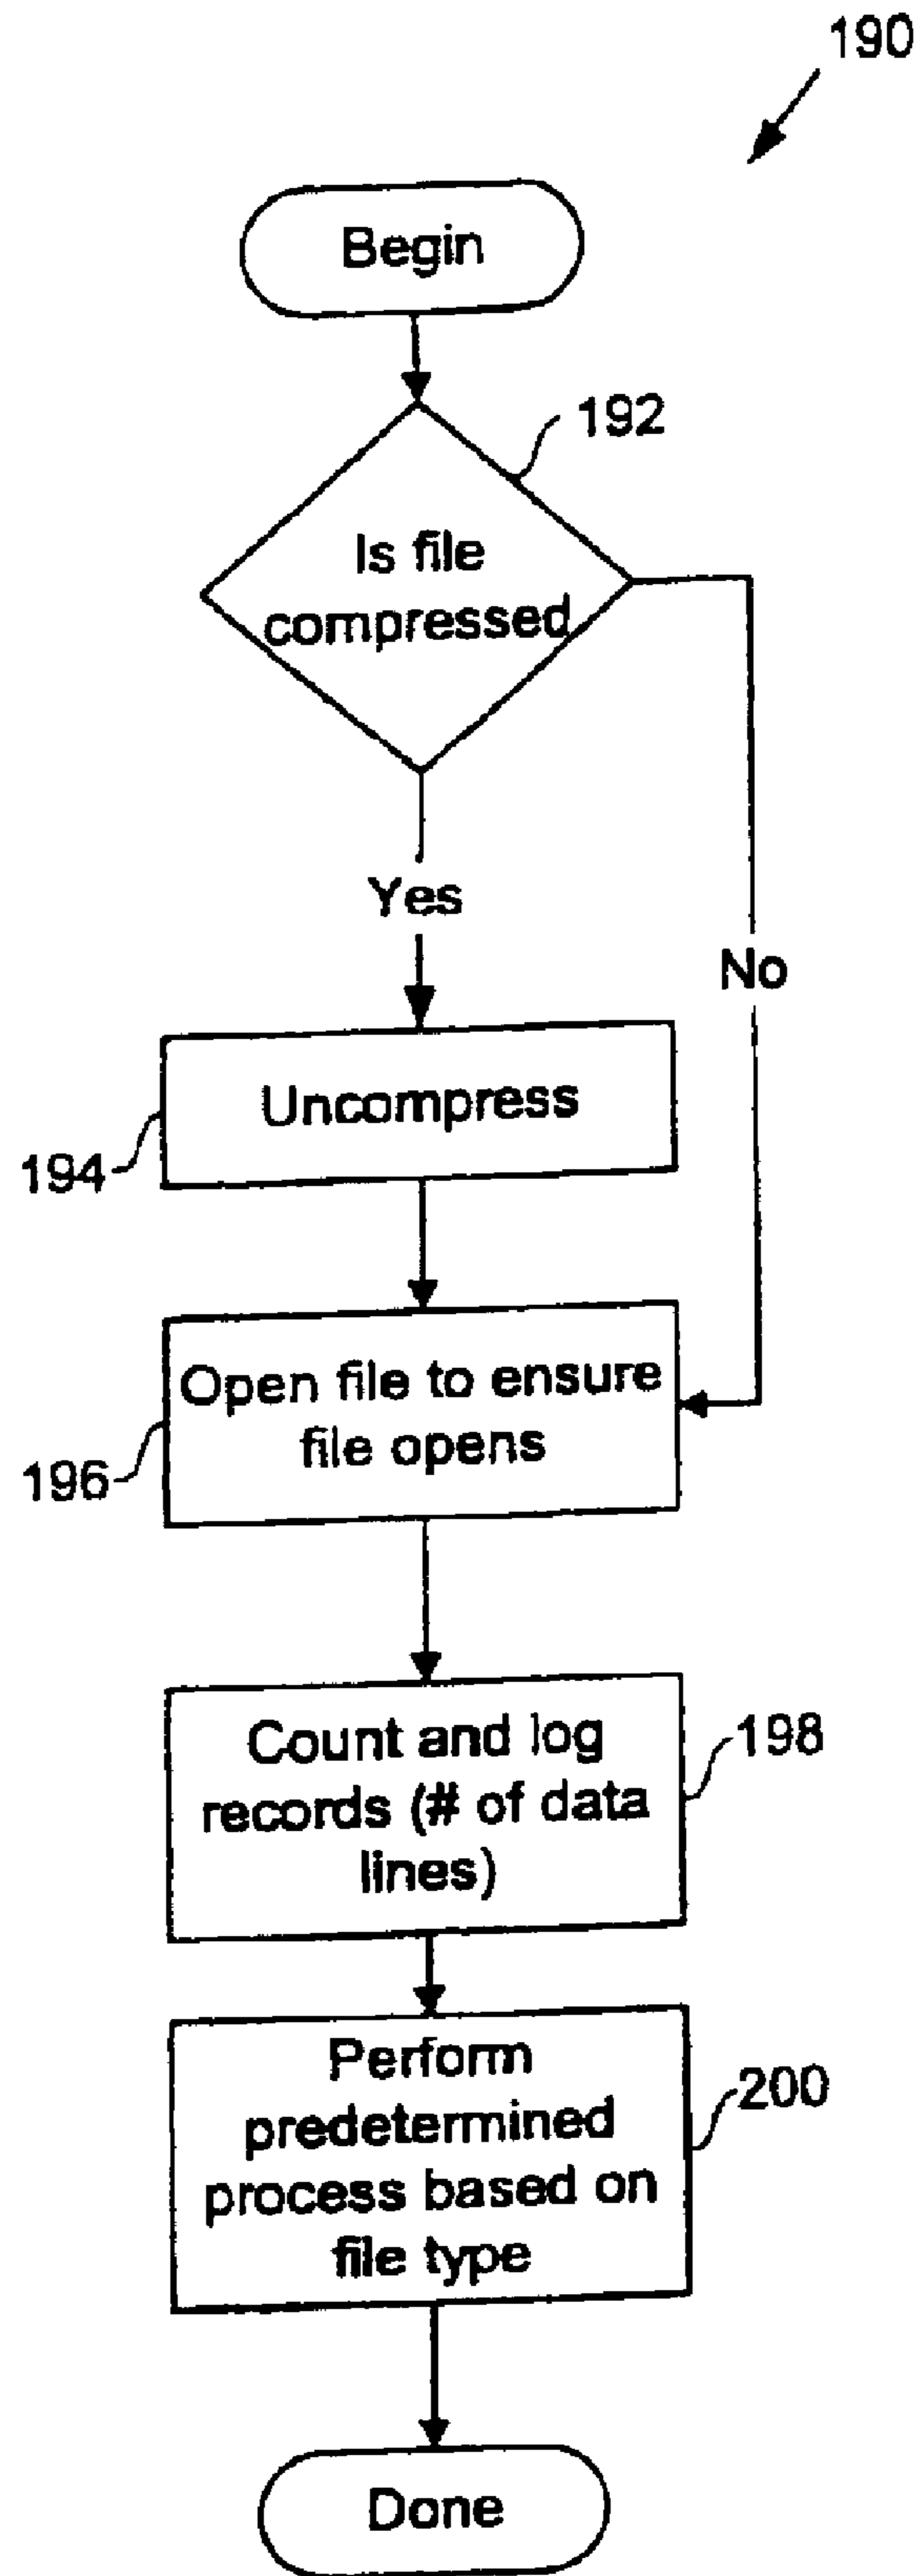 190
Begin
192
Is file
compressed
Yes
No
Uncompress
194
Open file to ensure
file opens
196
Count and log
records (# of data
lines)
198
Perform
predetermined
process based on
file type
200
Done